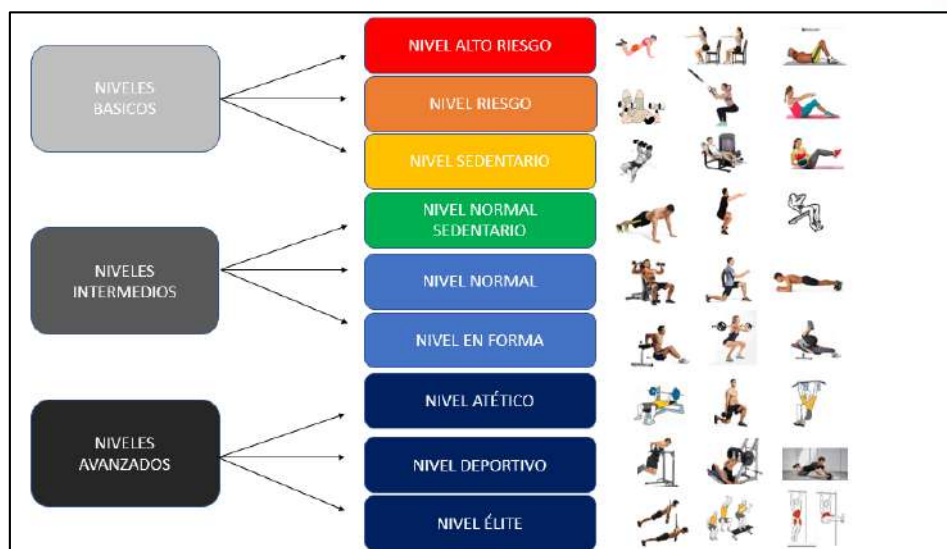 NIVELES
BASICOS
NIVEL ALTO RIESGO
NIVEL RIESGO
NIVEL SEDENTARIO
NIVELES
INTERMEDIOS
NIVEL NORMAL
SEDENTARIO
NIVEL NORMAL
NIVEL EN FORMA
NIVELES
AVANZADOS
NIVEL ATÉTICO
NIVEL DEPORTIVO
NIVEL ÉLITE